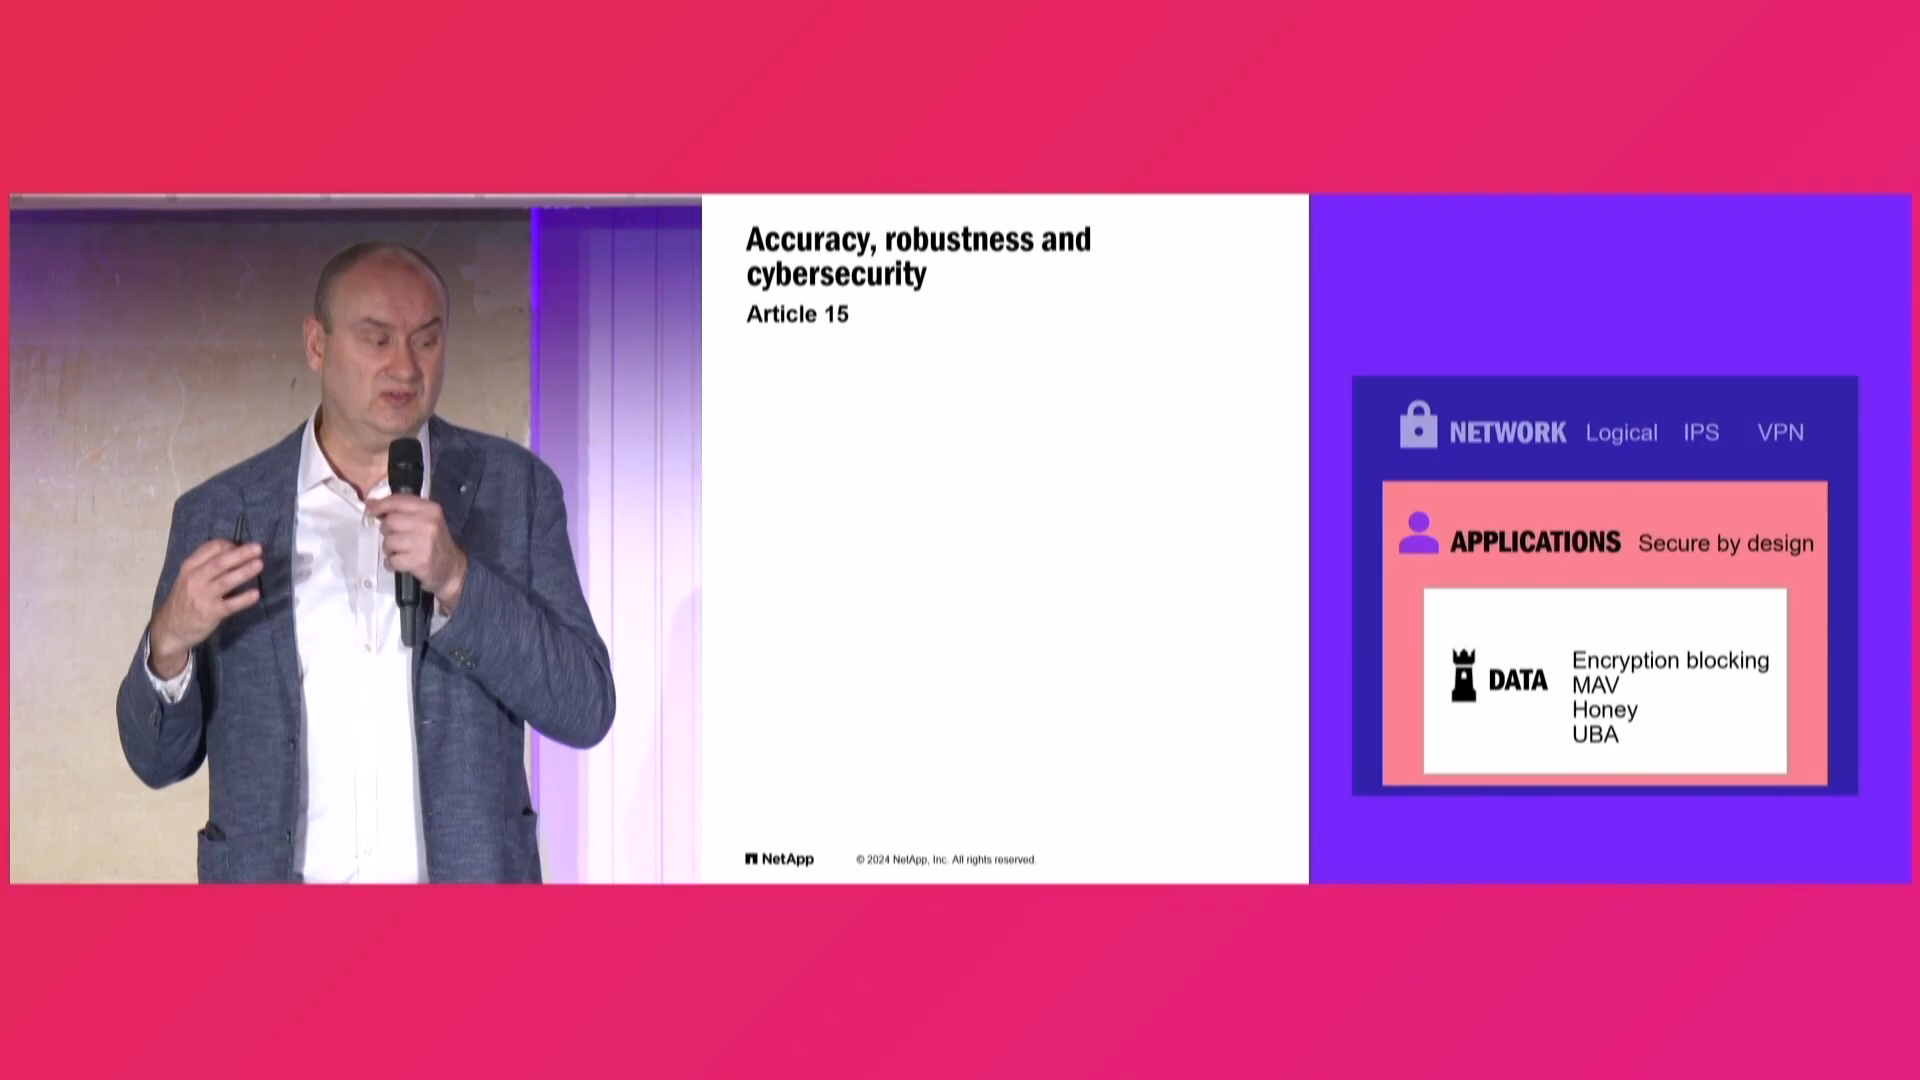 Accuracy, robustness and
cybersecurity
Article 15
NetApp
© 2024 NetApp, Inc. All rights reserved.
NETWORK Logical IPS VPN
APPLICATIONS Secure by design
DATA
Encryption blocking
MAV
Honey
UBA